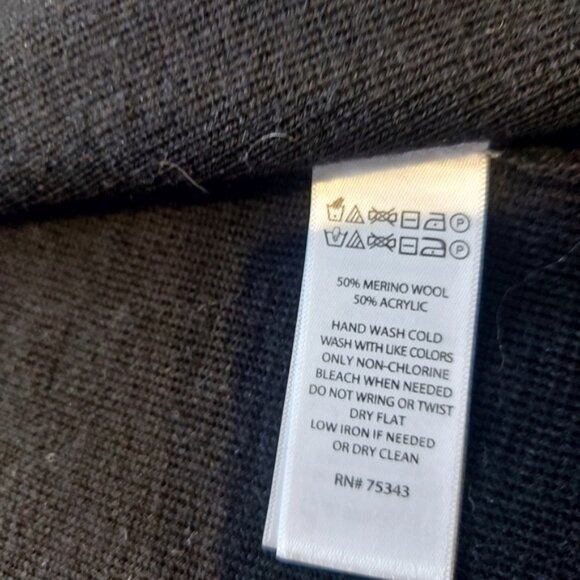 50% MERINO WOOL
50% ACRYLIC
HAND WASH COLD
WASH WITH LIKE COLORS
ONLY NON-CHLORINE
BLEACH WHEN NEEDED
DO NOT WRING OR TWIST
DRY FLAT
LOW IRON IF NEEDED
OR DRY CLEAN
RN# 75343